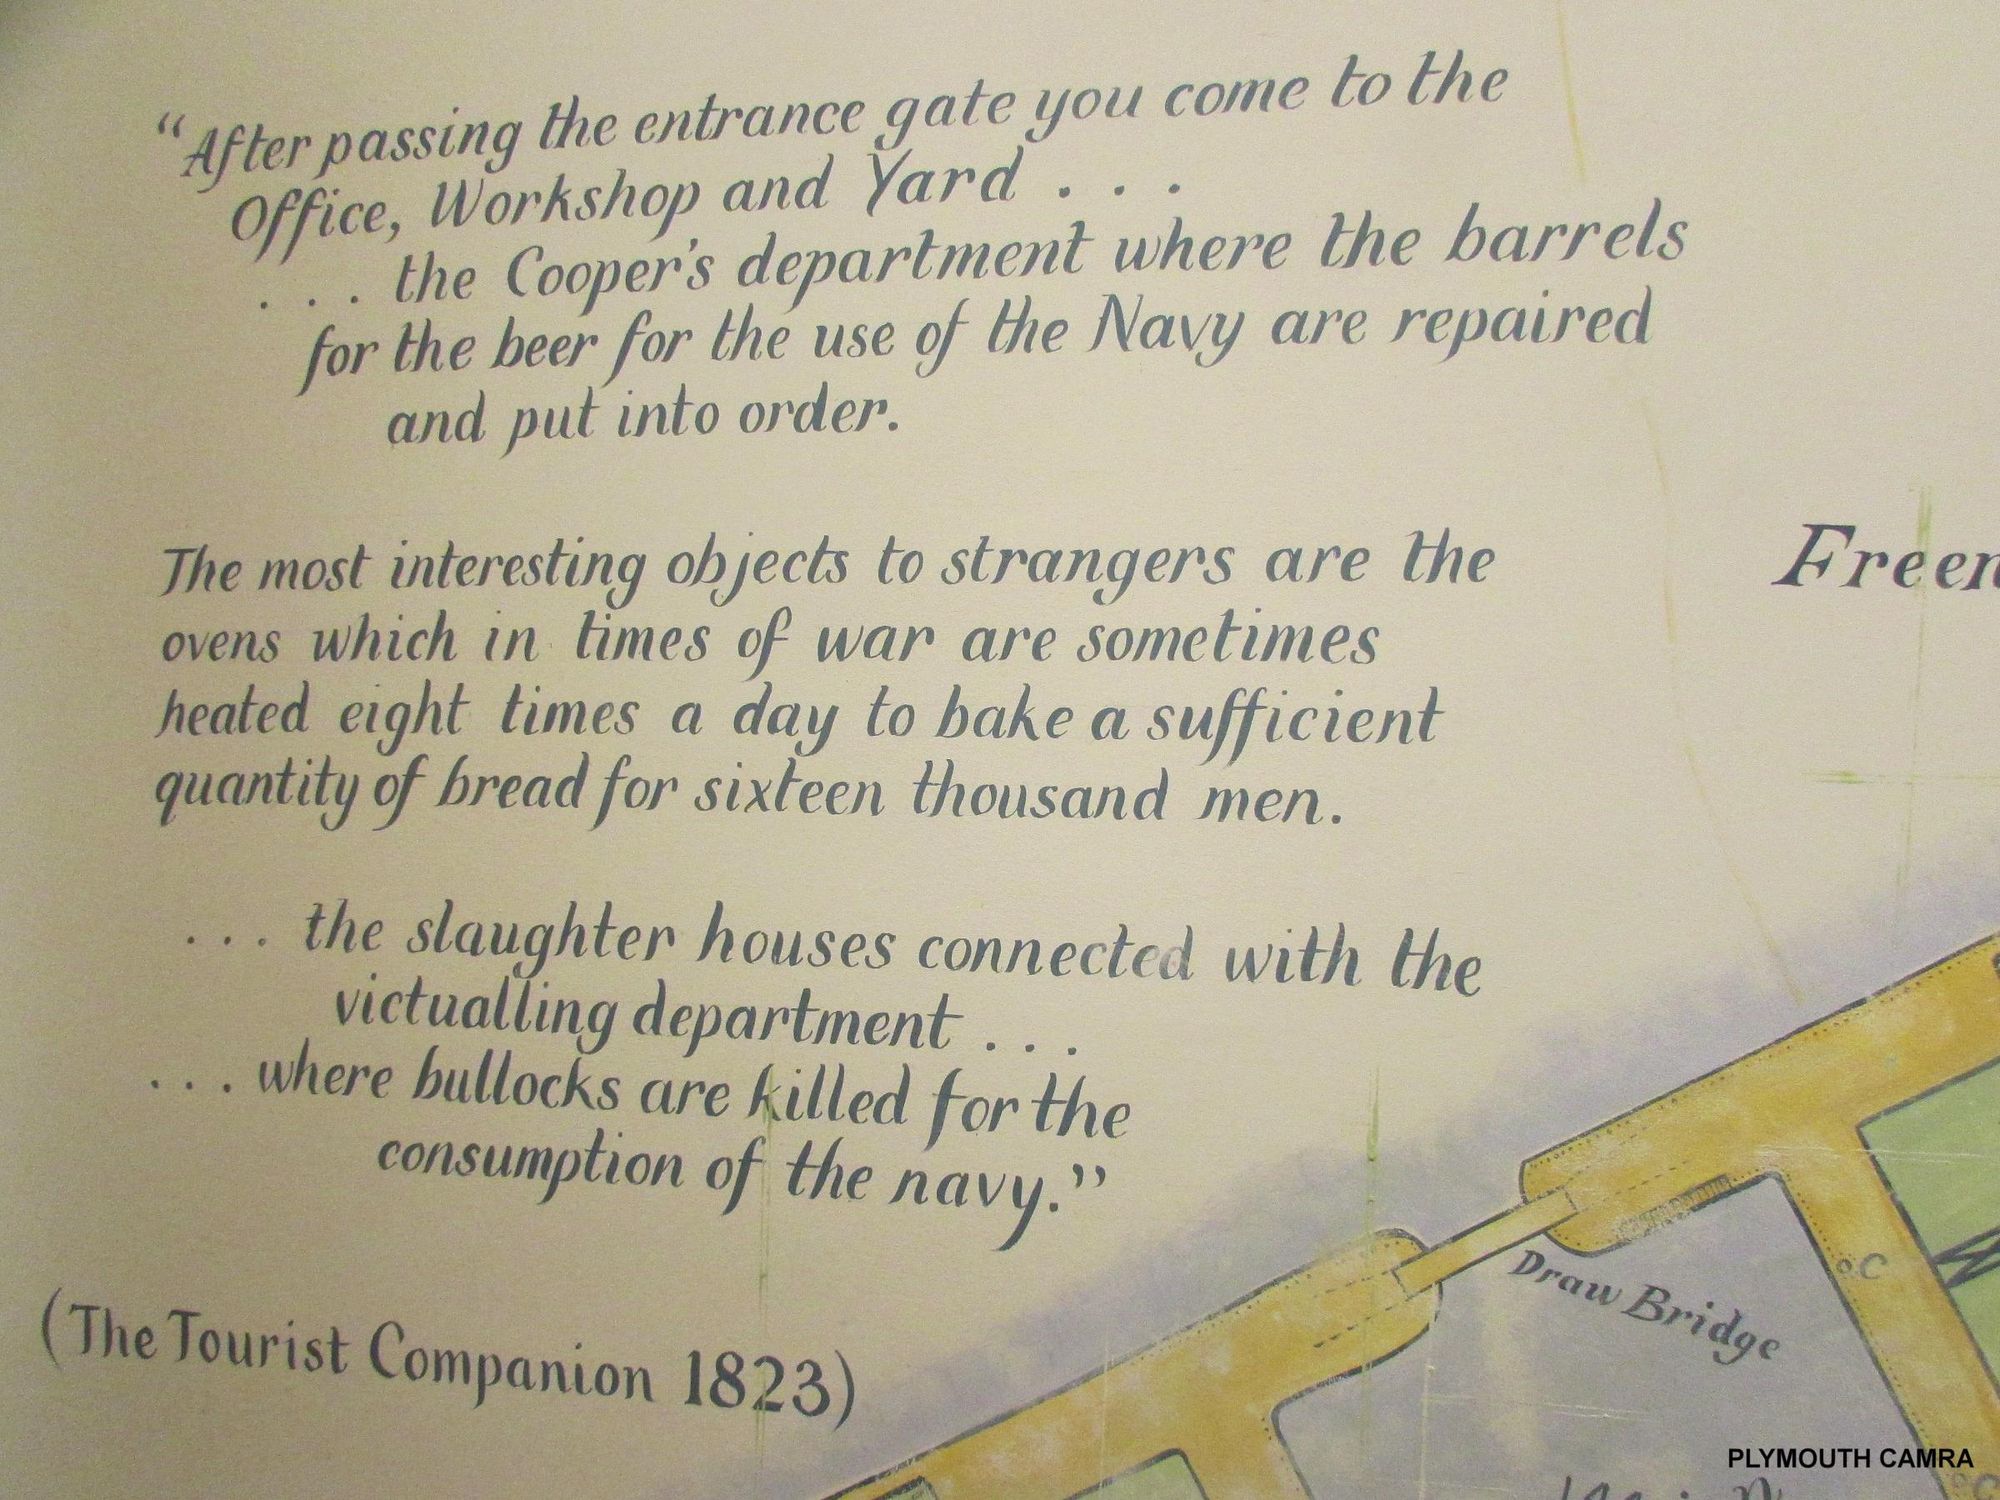 “After passing the entrance gate you come to the
Office, Workshop and Yard . . .
. . . the Cooper's department where the barrels
for the beer for the use of the Navy are repaired
and put into order.
The most interesting objects to strangers are the
ovens which in times of war are sometimes
heated eight times a day to bake a sufficient
quantity of bread for sixteen thousand men.
. . . the slaughter houses connected with the
victualling department . . .
. . . where bullocks are killed for the
consumption of the navy.”
(The Tourist Companion 1823)
Draw Bridge
C
PLYMOUTH CAMRA